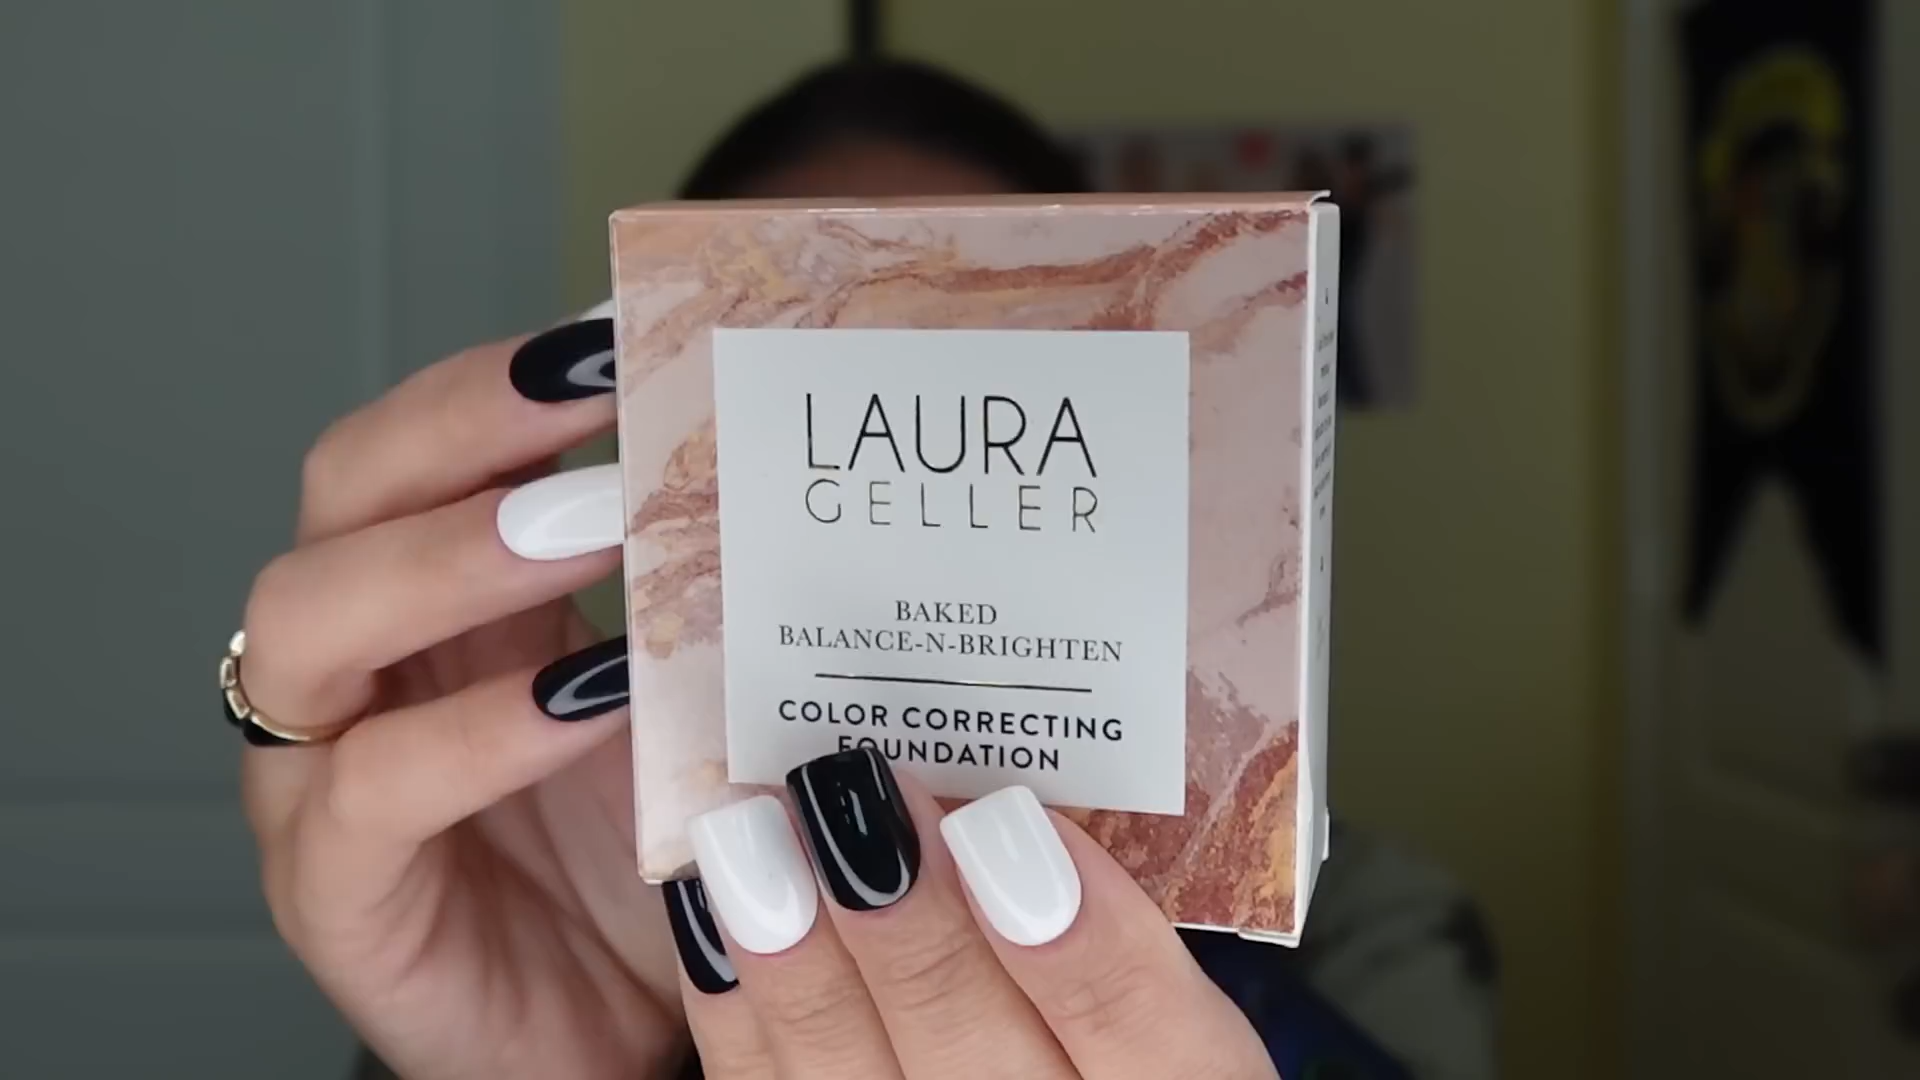 LAURA
GELLER
BAKED
BALANCE-N-BRIGHTEN
COLOR CORRECTING
FOUNDATION